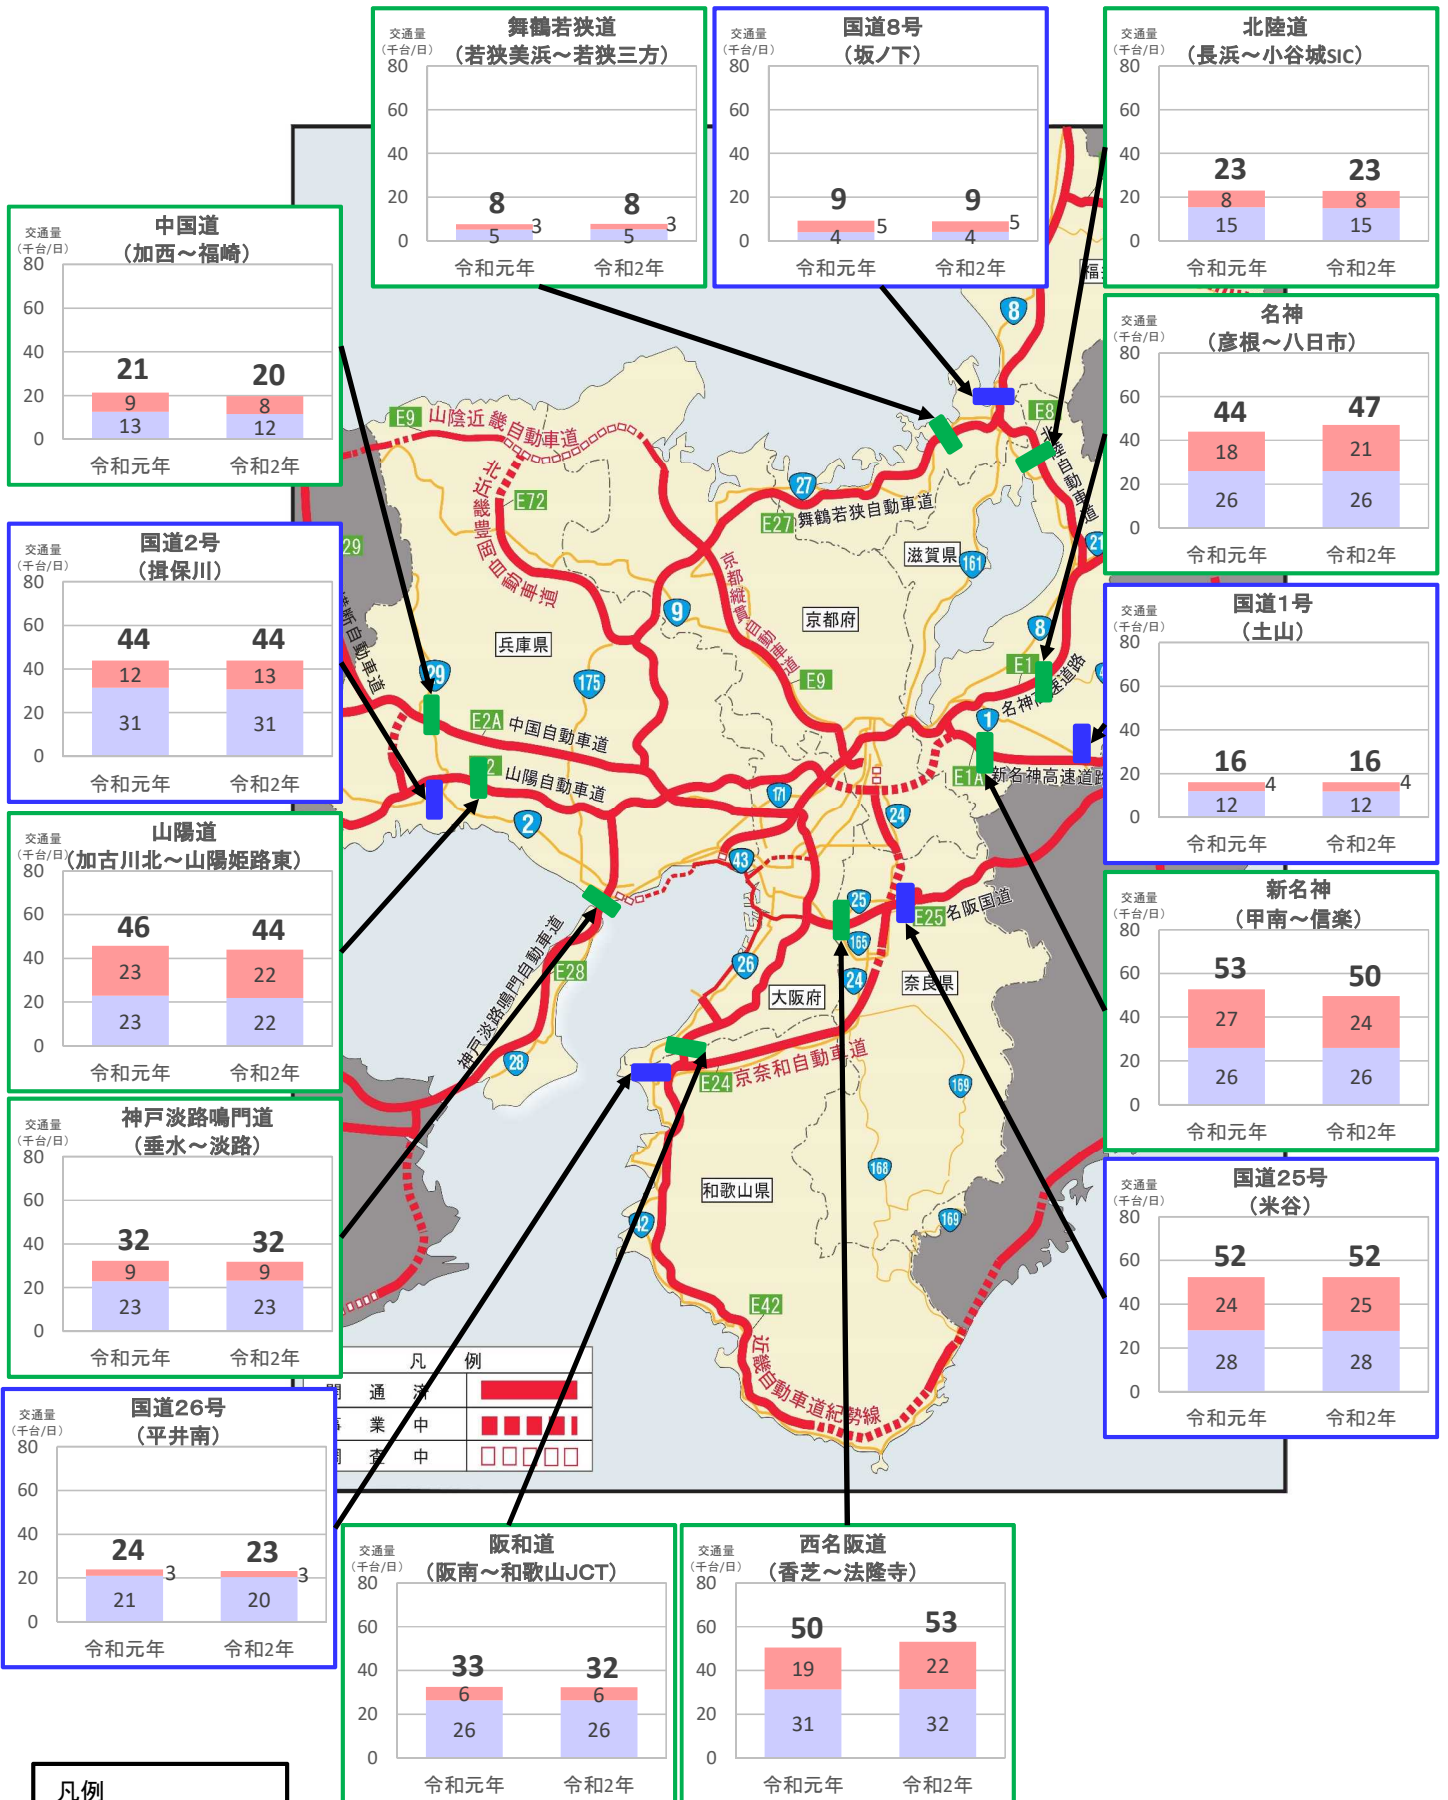 舞鶴若狭道
（若狭美浜～若狭三方）
交通量
（千台/日）
80
60
40
20
0
8
3
5
8
3
5
令和元年
令和2年
国道8号
（坂ノ下）
交通量
（千台/日）
80
60
40
20
0
9
5
4
9
5
4
令和元年
令和2年
北陸道
（長浜～小谷城SIC）
交通量
（千台/日）
80
60
40
20
0
23
8
15
23
8
15
令和元年
令和2年
中国道
（加西～福崎）
交通量
（千台/日）
80
60
40
20
0
21
9
13
20
8
12
令和元年
令和2年
名神
（彦根～八日市）
交通量
（千台/日）
80
60
40
20
0
44
18
26
47
21
26
令和元年
令和2年
国道2号
（揖保川）
交通量
（千台/日）
80
60
40
20
0
44
12
31
44
13
31
令和元年
令和2年
国道1号
（土山）
交通量
（千台/日）
80
60
40
20
0
16
4
12
16
4
12
令和元年
令和2年
山陽道
（加古川北～山陽姫路東）
交通量
（千台/日）
80
60
40
20
0
46
23
23
44
22
22
令和元年
令和2年
新名神
（甲南～信楽）
交通量
（千台/日）
80
60
40
20
0
53
27
26
50
24
26
令和元年
令和2年
神戸淡路鳴門道
（垂水～淡路）
交通量
（千台/日）
80
60
40
20
0
32
9
23
32
9
23
令和元年
令和2年
国道25号
（米谷）
交通量
（千台/日）
80
60
40
20
0
52
24
28
52
25
28
令和元年
令和2年
国道26号
（平井南）
交通量
（千台/日）
80
60
40
20
0
24
3
21
23
3
20
令和元年
令和2年
阪和道
（阪南～和歌山JCT）
交通量
（千台/日）
80
60
40
20
0
33
6
26
32
6
26
令和元年
令和2年
西名阪道
（香芝～法隆寺）
交通量
（千台/日）
80
60
40
20
0
50
19
31
53
22
32
令和元年
令和2年
福
8
E8
北陸自動車道
E9
山陰近畿自動車道
E72
北近畿豊岡自動車道
27
E27
舞鶴若狭自動車道
滋賀県
161
21
29
横断自動車道
9
京都縦貫自動車道
京都府
兵庫県
8
E1
名神高速道路
29
175
E9
E2A
中国自動車道
1
E1A
新名神高速道路
2
山陽自動車道
171
24
2
43
25
E25
名阪国道
165
26
24
奈良県
大阪府
神戸淡路鳴門自動車道
E28
28
E24
京奈和自動車道
169
168
和歌山県
42
169
E42
近畿自動車道紀勢線
凡 例
開 通 済
事 業 中
調 査 中
凡例